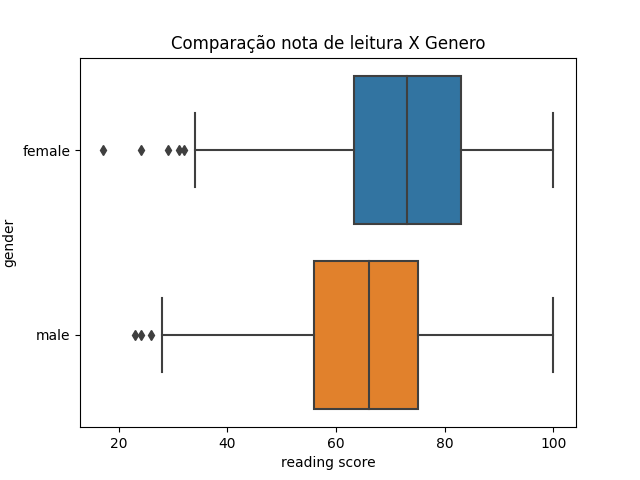 Comparação nota de leitura X Genero
female
male
gender
20 40 60 80 100
reading score